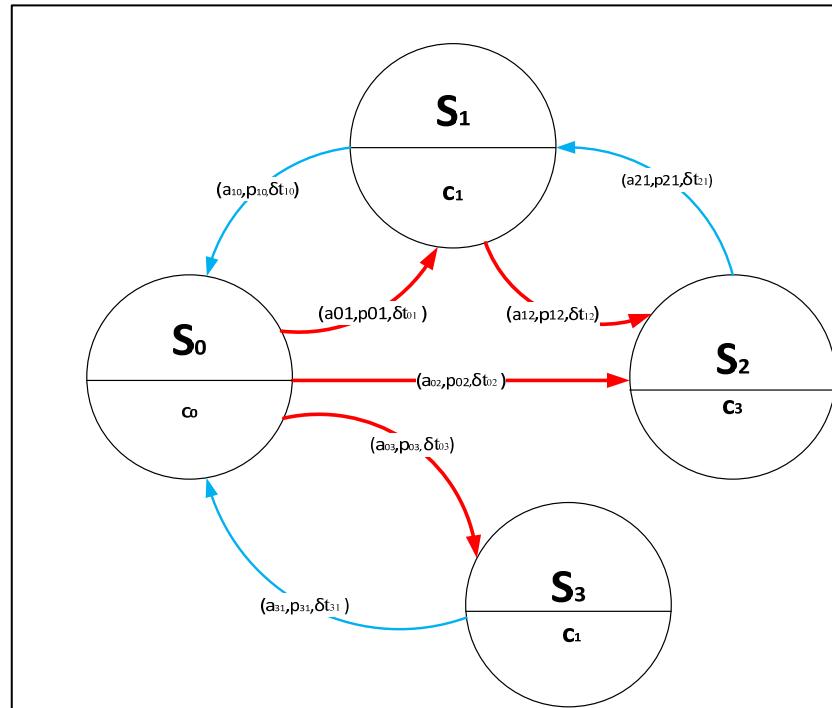 S₁
c₁
(a₁₀,p₁₀,δt₁₀)
(a21,p21,δt₂₁)
S₀
c₀
(a01,p01,δt₀₁ )
(a₁₂,p₁₂,δt₁₂)
S₂
c₃
(a₀₂,p₀₂,δt₀₂ )
(a₀₃,p₀₃,δt₀₃)
S₃
c₁
(a₃₁,p₃₁,δt₃₁ )